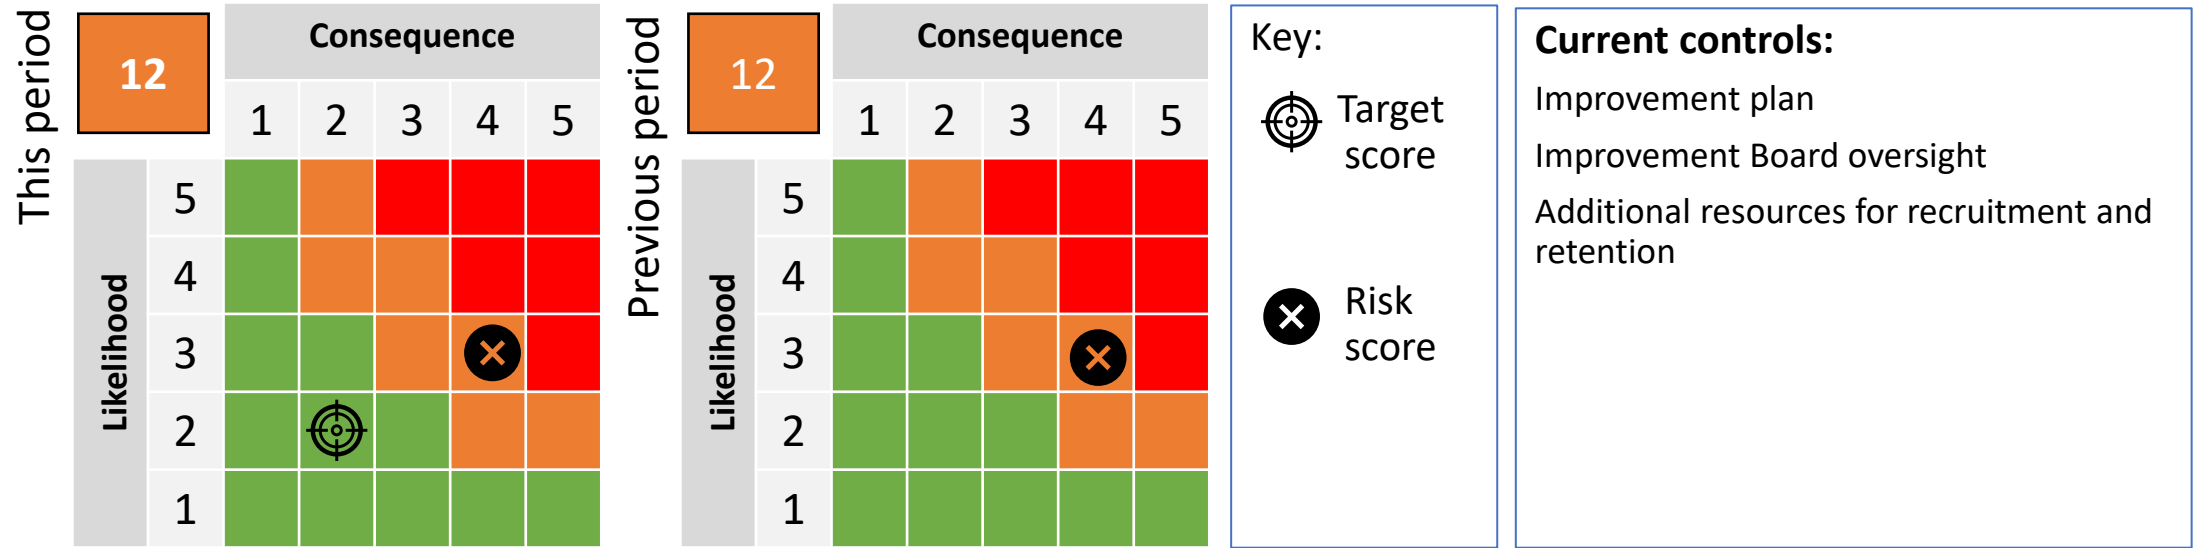 This period
12
Consequence
1 2 3 4 5
Likelihood
5
4
3
2
1
Previous period
12
Consequence
1 2 3 4 5
Likelihood
5
4
3
2
1
Key:
Target
score
Risk
score
Current controls:
Improvement plan
Improvement Board oversight
Additional resources for recruitment and
retention